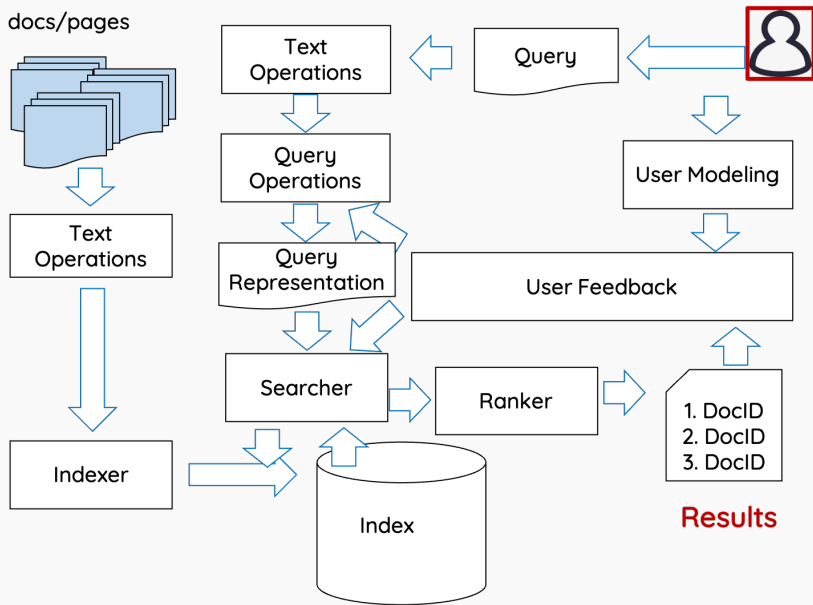 docs/pages
Text
Operations
Query
Query
Operations
User Modeling
Text
Operations
Query
Representation
User Feedback
Searcher
Ranker
1. DocID
2. DocID
3. DocID
Indexer
Index
Results